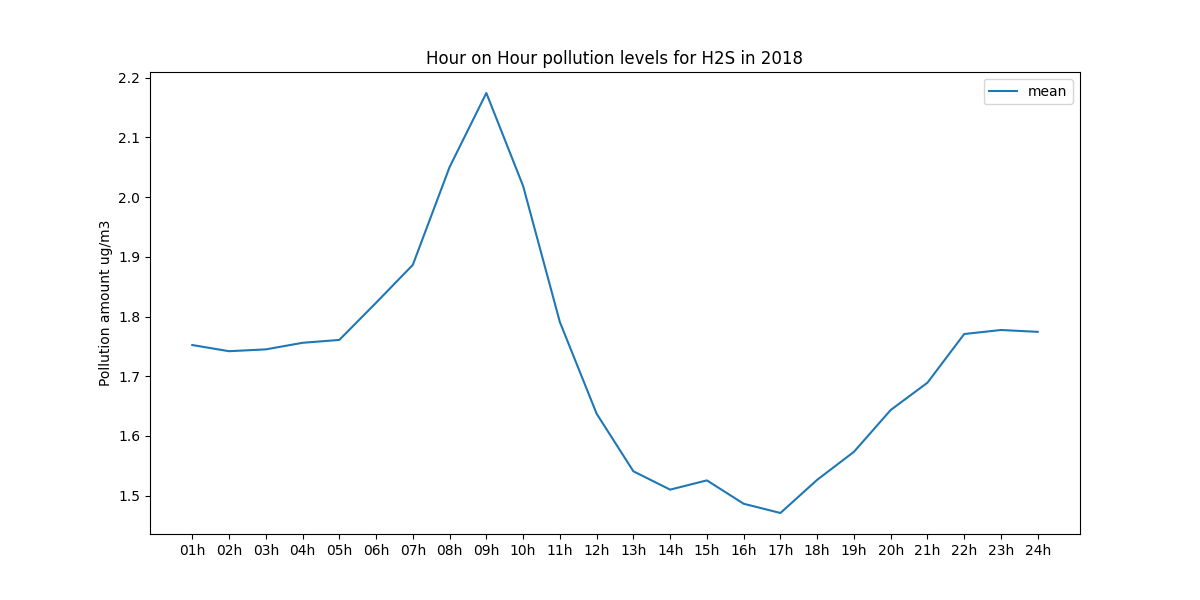 Hour on Hour pollution levels for H2S in 2018
mean
Pollution amount ug/m3
2.2
2.1
2.0
1.9
1.8
1.7
1.6
1.5
01h 02h 03h 04h 05h 06h 07h 08h 09h 10h 11h 12h 13h 14h 15h 16h 17h 18h 19h 20h 21h 22h 23h 24h